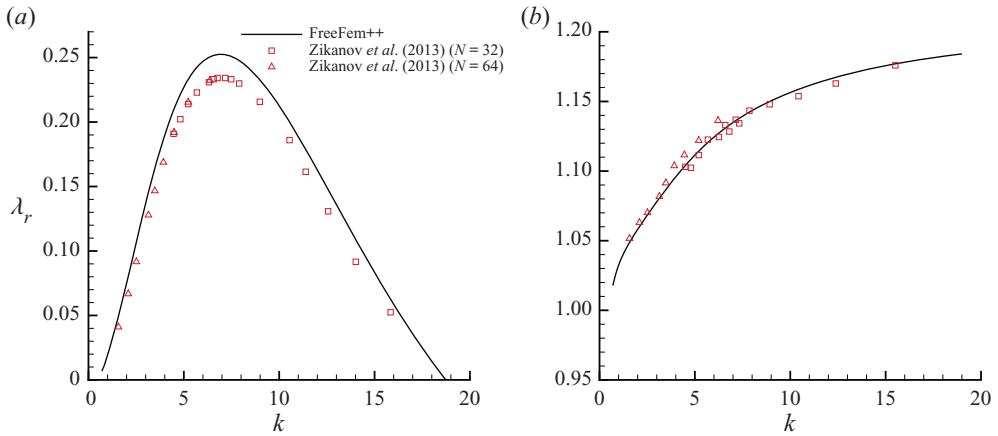 (a)
FreeFem++
Zikanov et al. (2013) (N = 32)
Zikanov et al. (2013) (N = 64)
0.25
0.20
0.15
0.10
0.05
0
λr
0 5 10 15 20
k
(b)
1.20
1.15
1.10
1.05
1.00
0.95
0 5 10 15 20
k